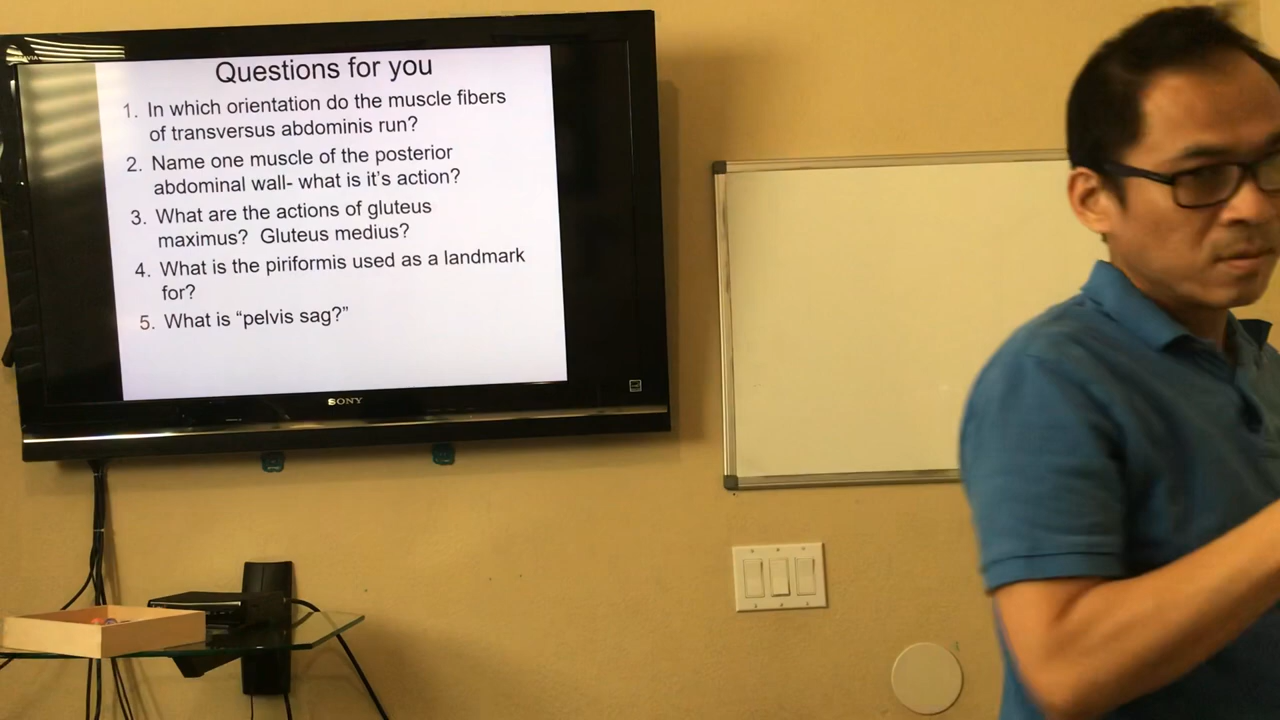 Questions for you
1. In which orientation do the muscle fibers
of transversus abdominis run?
2. Name one muscle of the posterior
abdominal wall- what is it's action?
3. What are the actions of gluteus
maximus? Gluteus medius?
4. What is the piriformis used as a landmark
for?
5. What is "pelvis sag?"
SONY